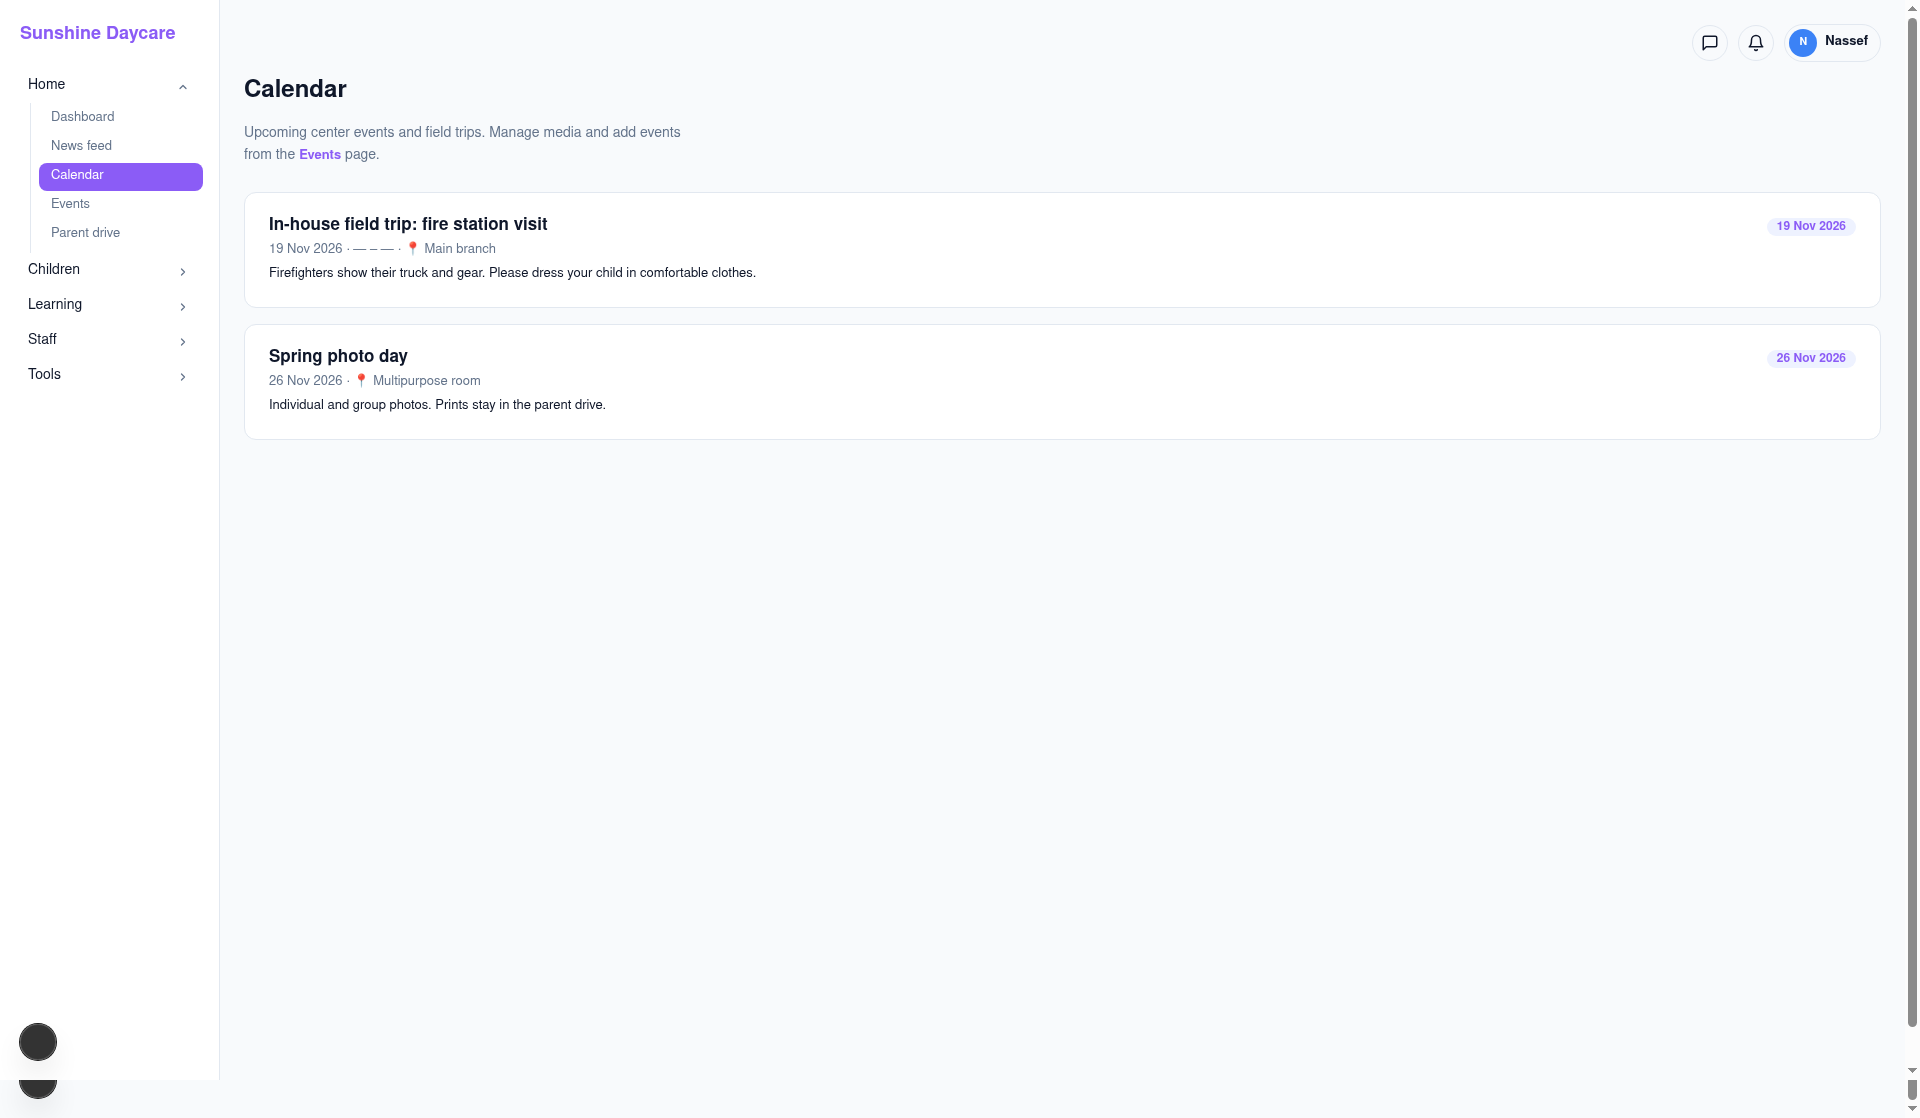 Sunshine Daycare
Home
Dashboard
News feed
Calendar
Events
Parent drive
Children
Learning
Staff
Tools
N
Nassef
Calendar
Upcoming center events and field trips. Manage media and add events
from the Events page.
In-house field trip: fire station visit
19 Nov 2026
19 Nov 2026 · — – — · 📍 Main branch
Firefighters show their truck and gear. Please dress your child in comfortable clothes.
Spring photo day
26 Nov 2026
26 Nov 2026 · 📍 Multipurpose room
Individual and group photos. Prints stay in the parent drive.